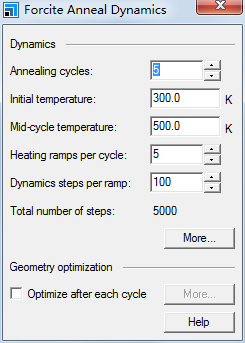 Forcite Anneal Dynamics
Dynamics
Annealing cycles: 5
Initial temperature: 300.0 K
Mid-cycle temperature: 500.0 K
Heating ramps per cycle: 5
Dynamics steps per ramp: 100
Total number of steps: 5000
More...
Geometry optimization
Optimize after each cycle More...
Help